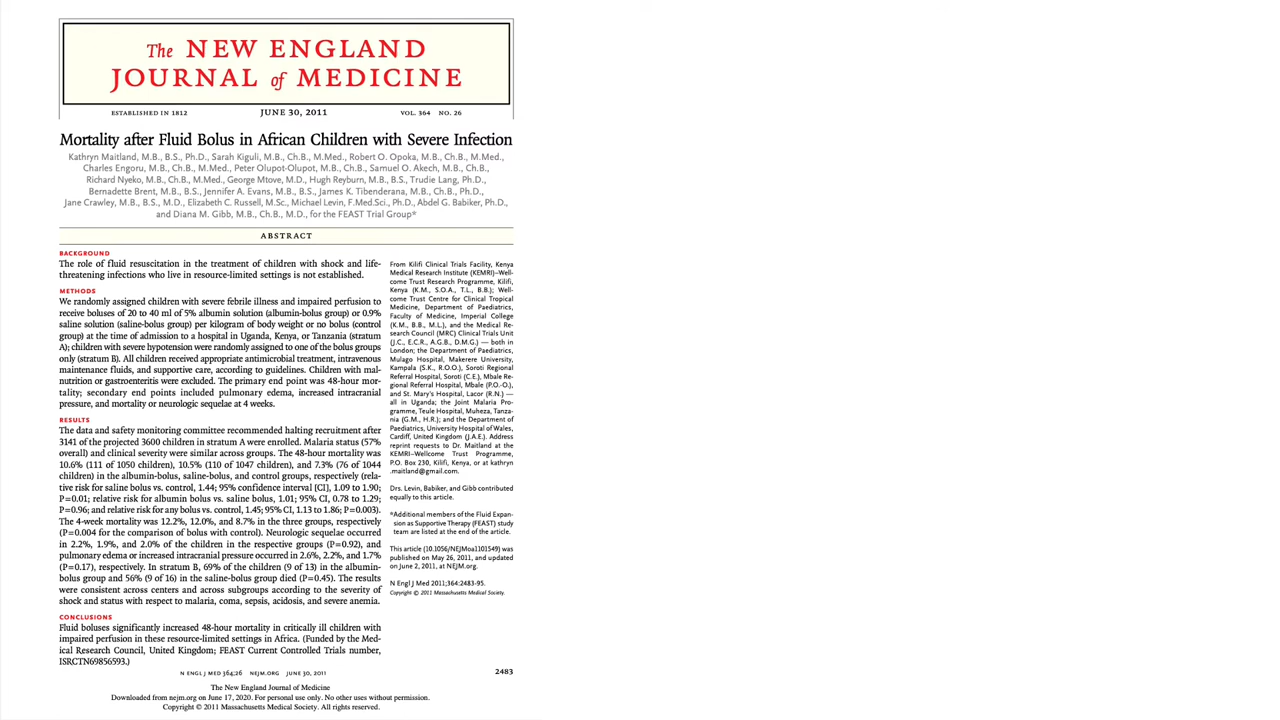 The NEW ENGLAND
JOURNAL of MEDICINE
ESTABLISHED IN 1812 JUNE 30, 2011 VOL. 364 NO. 26
Mortality after Fluid Bolus in African Children with Severe Infection
Kathryn Maitland, M.B., B.S., Ph.D., Sarah Kiguli, M.B., Ch.B., M.Med., Robert O. Opoka, M.B., Ch.B., M.Med.,
Charles Engoru, M.B., Ch.B., M.Med., Peter Olupot-Olupot, M.B., Ch.B., Samuel O. Akech, M.B., Ch.B.,
Richard Nyeko, M.B., Ch.B., M.Med., George Mtove, M.D., Hugh Reyburn, M.B., B.S., Trudie Lang, Ph.D.,
Bernadette Brent, M.B., B.S., Jennifer A. Evans, M.B., B.S., James K. Tibenderana, M.B., Ch.B., Ph.D.,
Jane Crawley, M.B., B.S., M.D., Elizabeth C. Russell, M.Sc., Michael Levin, F.Med.Sci., Ph.D., Abdel G. Babiker, Ph.D.,
and Diana M. Gibb, M.B., Ch.B., M.D., for the FEAST Trial Group*
ABSTRACT
BACKGROUND
The role of fluid resuscitation in the treatment of children with shock and life-
threatening infections who live in resource-limited settings is not established.
METHODS
We randomly assigned children with severe febrile illness and impaired perfusion to
receive boluses of 20 to 40 ml of 5% albumin solution (albumin-bolus group) or 0.9%
saline solution (saline-bolus group) per kilogram of body weight or no bolus (control
group) at the time of admission to a hospital in Uganda, Kenya, or Tanzania (stratum
A); children with severe hypotension were randomly assigned to one of the bolus groups
only (stratum B). All children received appropriate antimicrobial treatment, intravenous
maintenance fluids, and supportive care, according to guidelines. Children with mal-
nutrition or gastroenteritis were excluded. The primary end point was 48-hour mor-
tality; secondary end points included pulmonary edema, increased intracranial
pressure, and mortality or neurologic sequelae at 4 weeks.
RESULTS
The data and safety monitoring committee recommended halting recruitment after
3141 of the projected 3600 children in stratum A were enrolled. Malaria status (57%
overall) and clinical severity were similar across groups. The 48-hour mortality was
10.6% (111 of 1050 children), 10.5% (110 of 1047 children), and 7.3% (76 of 1044
children) in the albumin-bolus, saline-bolus, and control groups, respectively (rela-
tive risk for saline bolus vs. control, 1.44; 95% confidence interval [CI], 1.09 to 1.90;
P=0.01; relative risk for albumin bolus vs. saline bolus, 1.01; 95% CI, 0.78 to 1.29;
P=0.96; and relative risk for any bolus vs. control, 1.45; 95% CI, 1.13 to 1.86; P=0.003).
The 4-week mortality was 12.2%, 12.0%, and 8.7% in the three groups, respectively
(P=0.004 for the comparison of bolus with control). Neurologic sequelae occurred
in 2.2%, 1.9%, and 2.0% of the children in the respective groups (P=0.92), and
pulmonary edema or increased intracranial pressure occurred in 2.6%, 2.2%, and 1.7%
(P=0.17), respectively. In stratum B, 69% of the children (9 of 13) in the albumin-
bolus group and 56% (9 of 16) in the saline-bolus group died (P=0.45). The results
were consistent across centers and across subgroups according to the severity of
shock and status with respect to malaria, coma, sepsis, acidosis, and severe anemia.
CONCLUSIONS
Fluid boluses significantly increased 48-hour mortality in critically ill children with
impaired perfusion in these resource-limited settings in Africa. (Funded by the Med-
ical Research Council, United Kingdom; FEAST Current Controlled Trials number,
ISRCTN69856593.)
From Kilifi Clinical Trials Facility, Kenya
Medical Research Institute (KEMRI)–Well-
come Trust Research Programme, Kilifi,
Kenya (K.M., S.O.A., T.L., B.B.); Well-
come Trust Centre for Clinical Tropical
Medicine, Department of Paediatrics,
Faculty of Medicine, Imperial College
(K.M., B.B., M.L.), and the Medical Re-
search Council (MRC) Clinical Trials Unit
(J.C., E.C.R., A.G.B., D.M.G.) — both in
London; the Department of Paediatrics,
Mulago Hospital, Makerere University,
Kampala (S.K., R.O.O.), Soroti Regional
Referral Hospital, Soroti (C.E.), Mbale Re-
gional Referral Hospital, Mbale (P.O.-O.),
and St. Mary's Hospital, Lacor (R.N.) —
all in Uganda; the Joint Malaria Pro-
gramme, Teule Hospital, Muheza, Tanza-
nia (G.M., H.R.); and the Department of
Paediatrics, University Hospital of Wales,
Cardiff, United Kingdom (J.A.E.). Address
reprint requests to Dr. Maitland at the
KEMRI–Wellcome Trust Programme,
P.O. Box 230, Kilifi, Kenya, or at kathryn
.maitland@gmail.com.
Drs. Levin, Babiker, and Gibb contributed
equally to this article.
*Additional members of the Fluid Expan-
sion as Supportive Therapy (FEAST) study
team are listed at the end of the article.
This article (10.1056/NEJMoa1101549) was
published on May 26, 2011, and updated
on June 2, 2011, at NEJM.org.
N Engl J Med 2011;364:2483-95.
Copyright © 2011 Massachusetts Medical Society.
N ENGL J MED 364;26 NEJM.ORG JUNE 30, 2011 2483
The New England Journal of Medicine
Downloaded from nejm.org on June 17, 2020. For personal use only. No other uses without permission.
Copyright © 2011 Massachusetts Medical Society. All rights reserved.